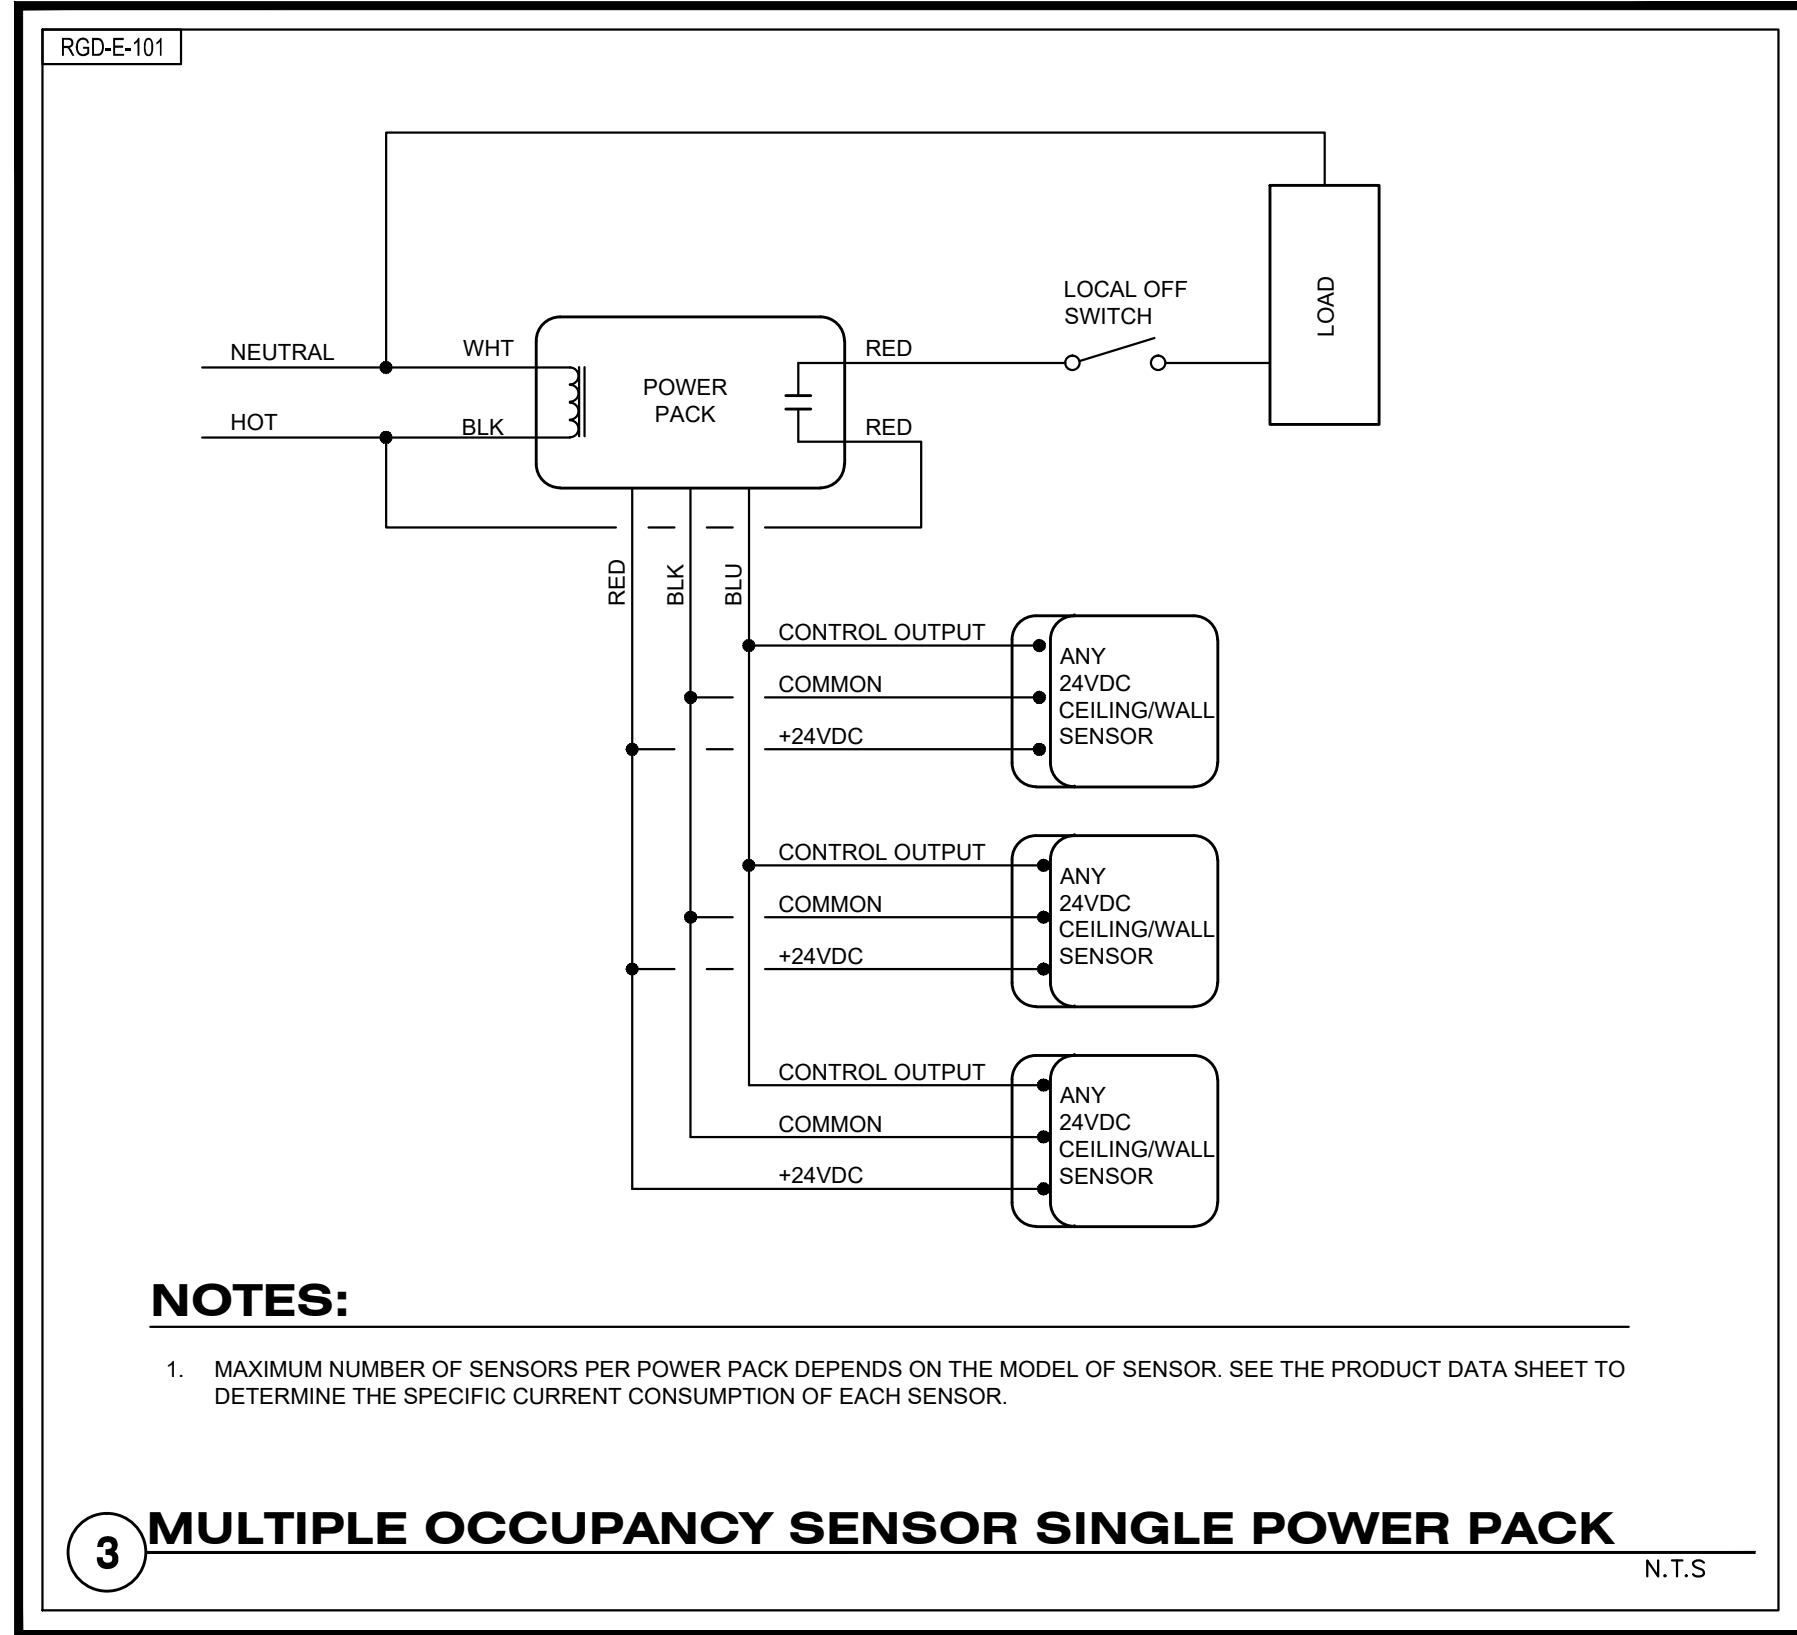 RGD-E-101
LOCAL OFF
SWITCH
LOAD
NEUTRAL
WHT
POWER
PACK
RED
HOT
BLK
RED
RED
BLK
BLU
CONTROL OUTPUT
COMMON
+24VDC
ANY
24VDC
CEILING/WALL
SENSOR
CONTROL OUTPUT
COMMON
+24VDC
ANY
24VDC
CEILING/WALL
SENSOR
CONTROL OUTPUT
COMMON
+24VDC
ANY
24VDC
CEILING/WALL
SENSOR
NOTES:
1. MAXIMUM NUMBER OF SENSORS PER POWER PACK DEPENDS ON THE MODEL OF SENSOR. SEE THE PRODUCT DATA SHEET TO
DETERMINE THE SPECIFIC CURRENT CONSUMPTION OF EACH SENSOR.
3 MULTIPLE OCCUPANCY SENSOR SINGLE POWER PACK
N.T.S